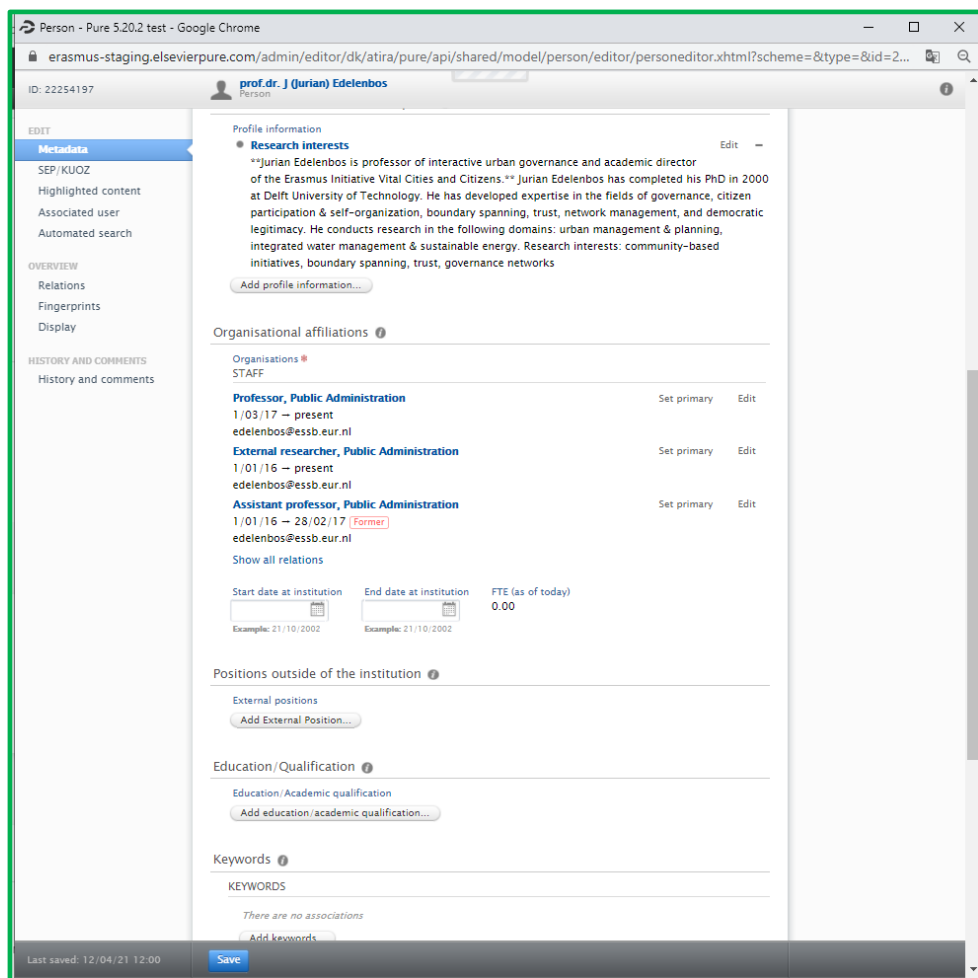 Person - Pure 5.20.2 test - Google Chrome
erasmus-staging.elsevierpure.com/admin/editor/dk/atira/pure/api/shared/model/person/editor/personeditor.xhtml?scheme=&type=&id=2...
ID: 22254197
prof.dr. J (Jurian) Edelenbos
Person
EDIT
Metadata
SEP/KUOZ
Highlighted content
Associated user
Automated search
OVERVIEW
Relations
Fingerprints
Display
HISTORY AND COMMENTS
History and comments
Profile information
Research interests Edit −
**Jurian Edelenbos is professor of interactive urban governance and academic director
of the Erasmus Initiative Vital Cities and Citizens.** Jurian Edelenbos has completed his PhD in 2000
at Delft University of Technology. He has developed expertise in the fields of governance, citizen
participation & self-organization, boundary spanning, trust, network management, and democratic
legitimacy. He conducts research in the following domains: urban management & planning,
integrated water management & sustainable energy. Research interests: community-based
initiatives, boundary spanning, trust, governance networks
Add profile information...
Organisational affiliations
Organisations *
STAFF
Professor, Public Administration Set primary Edit
1/03/17 → present
edelenbos@essb.eur.nl
External researcher, Public Administration Set primary Edit
1/01/16 → present
edelenbos@essb.eur.nl
Assistant professor, Public Administration Set primary Edit
1/01/16 → 28/02/17 Former
edelenbos@essb.eur.nl
Show all relations
Start date at institution End date at institution FTE (as of today)
0.00
Example: 21/10/2002 Example: 21/10/2002
Positions outside of the institution
External positions
Add External Position...
Education/Qualification
Education/Academic qualification
Add education/academic qualification...
Keywords
KEYWORDS
There are no associations
Add keywords...
Last saved: 12/04/21 12:00 Save